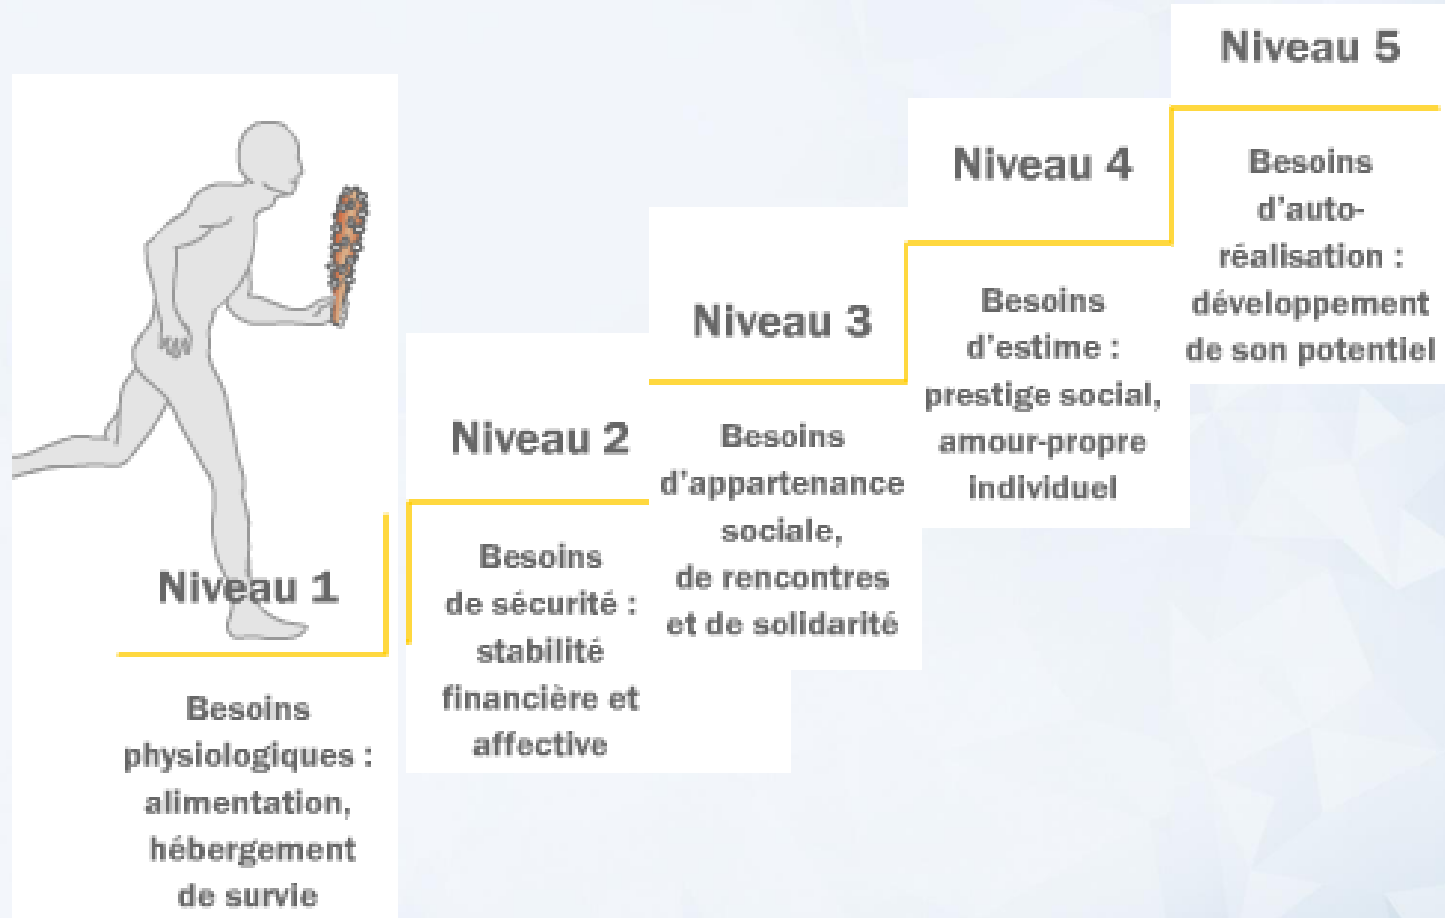 Niveau 1
Besoins
physiologiques :
alimentation,
hébergement
de survie
Niveau 2
Besoins
de sécurité :
stabilité
financière et
affective
Niveau 3
Besoins
d'appartenance
sociale,
de rencontres
et de solidarité
Niveau 4
Besoins
d'estime :
prestige social,
amour-propre
individuel
Niveau 5
Besoins
d'auto-
réalisation :
développement
de son potentiel